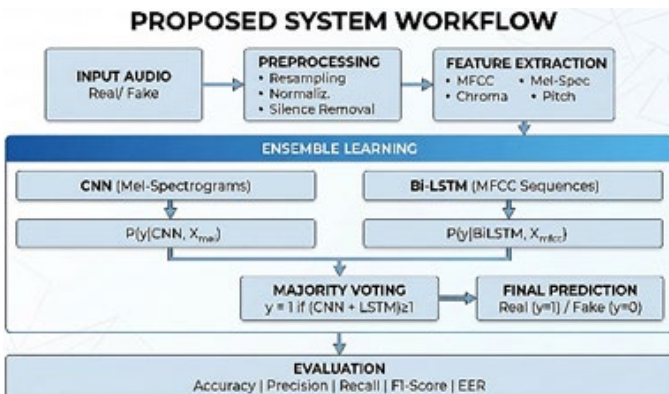 PROPOSED SYSTEM WORKFLOW
INPUT AUDIO
Real/ Fake
PREPROCESSING
• Resampling
• Normaliz.
• Silence Removal
FEATURE EXTRACTION
• MFCC • Mel-Spec
• Chroma • Pitch
ENSEMBLE LEARNING
CNN (Mel-Spectrograms)
Bi-LSTM (MFCC Sequences)
P(y|CNN, Xmel)
P(y|BiLSTM, Xmfcc)
MAJORITY VOTING
y = 1 if (CNN + LSTM)≥1
FINAL PREDICTION
Real (y=1) / Fake (y=0)
EVALUATION
Accuracy | Precision | Recall | F1-Score | EER